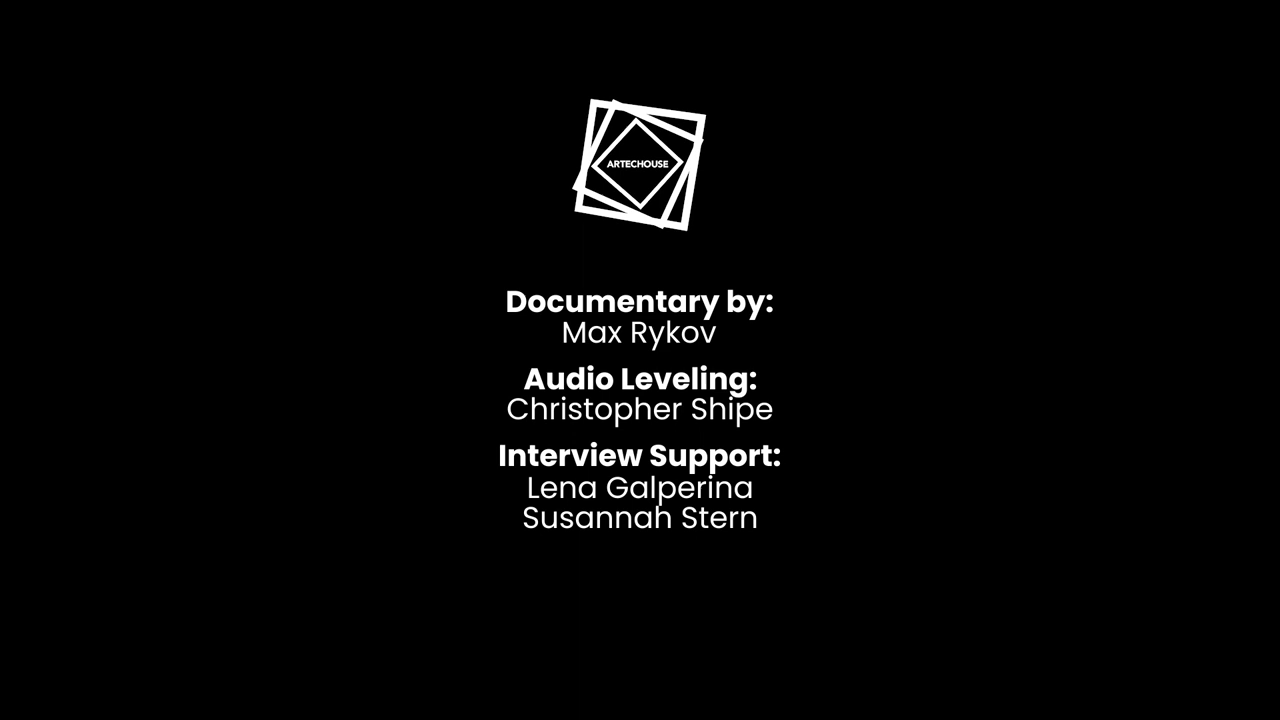 ARTECHOUSE
Documentary by:
Max Rykov
Audio Leveling:
Christopher Shipe
Interview Support:
Lena Galperina
Susannah Stern